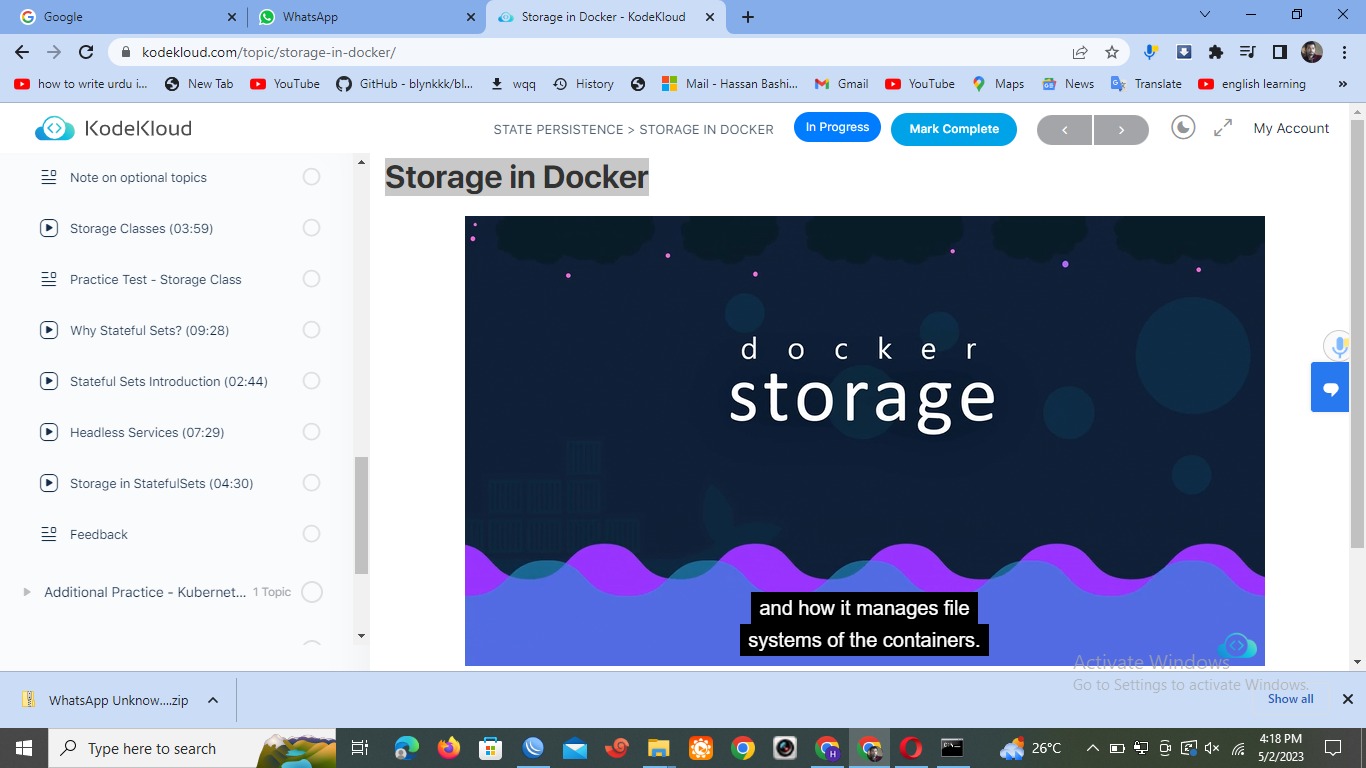 Google
WhatsApp
Storage in Docker - KodeKloud
kodekloud.com/topic/storage-in-docker/
how to write urdu i...
New Tab
YouTube
GitHub - blynkkk/bl...
wqq
History
Mail - Hassan Bashi...
Gmail
YouTube
Maps
News
Translate
english learning
»
KodeKloud
STATE PERSISTENCE > STORAGE IN DOCKER
In Progress
Mark Complete
<
>
My Account
Note on optional topics
Storage Classes (03:59)
Practice Test - Storage Class
Why Stateful Sets? (09:28)
Stateful Sets Introduction (02:44)
Headless Services (07:29)
Storage in StatefulSets (04:30)
Feedback
Additional Practice - Kubernet...
1 Topic
Storage in Docker
docker
storage
and how it manages file
systems of the containers.
Activate Windows
Go to Settings to activate Windows.
WhatsApp Unknow....zip
Show all
Type here to search
26°C
4:18 PM
5/2/2023